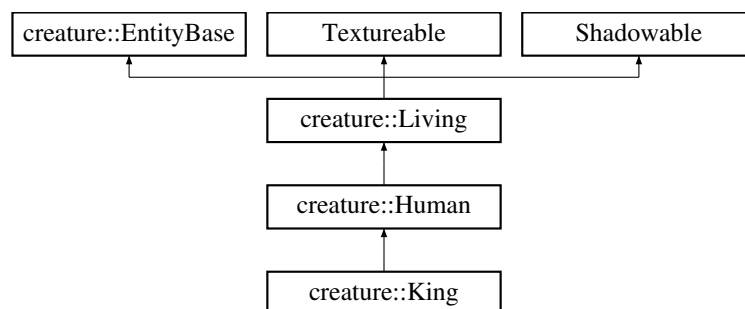 creature::EntityBase
Textureable
Shadowable
creature::Living
creature::Human
creature::King